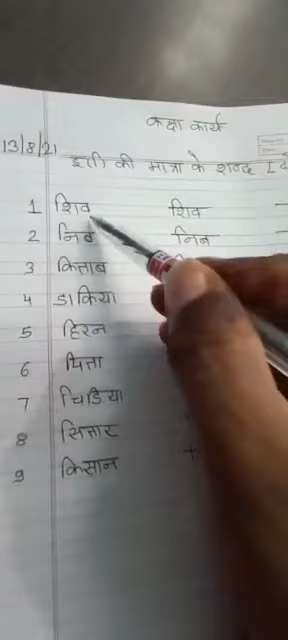 कक्षा कार्य
13/8/21
इ(ि) की मात्रा के शब्द
1 शिव शिव
2 निब निब
3 किताब
4 डाकिया
5 हिरन
6 पिता
7 चिडिया
8 सितार
9 किसान